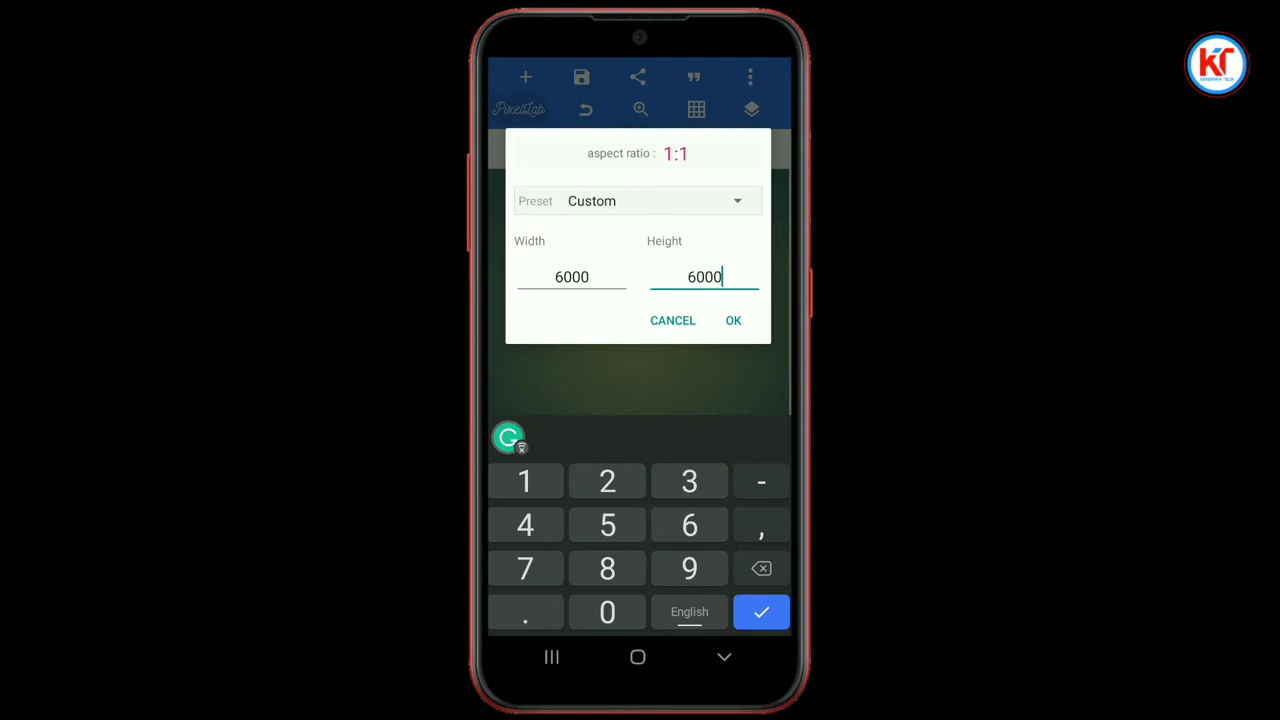 KT
PixelLab
aspect ratio : 1:1
Preset Custom
Width Height
6000 6000
CANCEL OK
1 2 3 -
4 5 6 ,
7 8 9
. 0 English